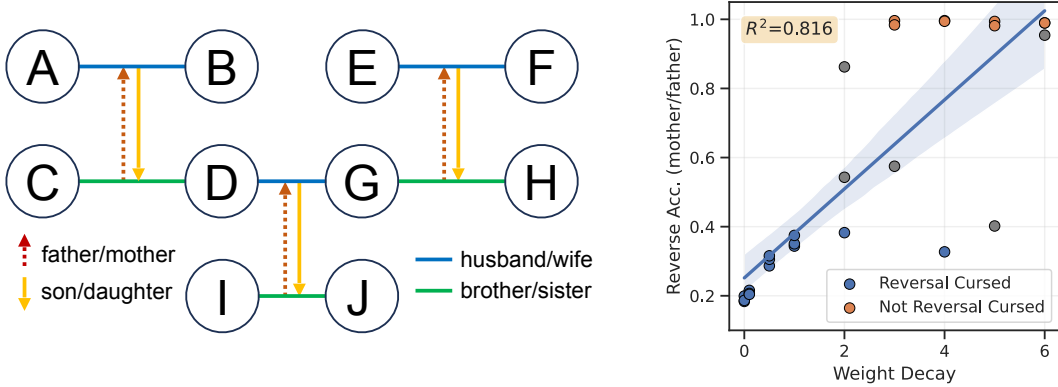 A B E F
C D G H
I J
father/mother
son/daughter
husband/wife
brother/sister
R²=0.816
Reverse Acc. (mother/father)
1.0
0.8
0.6
0.4
0.2
Reversal Cursed
Not Reversal Cursed
0 2 4 6
Weight Decay